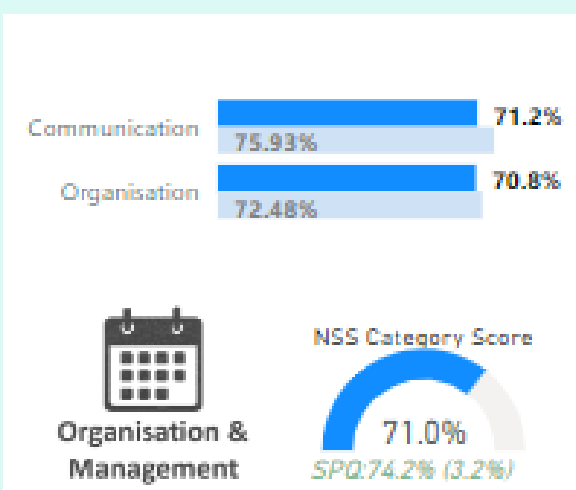 Communication
71.2%
75.93%
Organisation
70.8%
72.48%
Organisation &
Management
NSS Category Score
71.0%
SPQ:74.2% (3.2%)